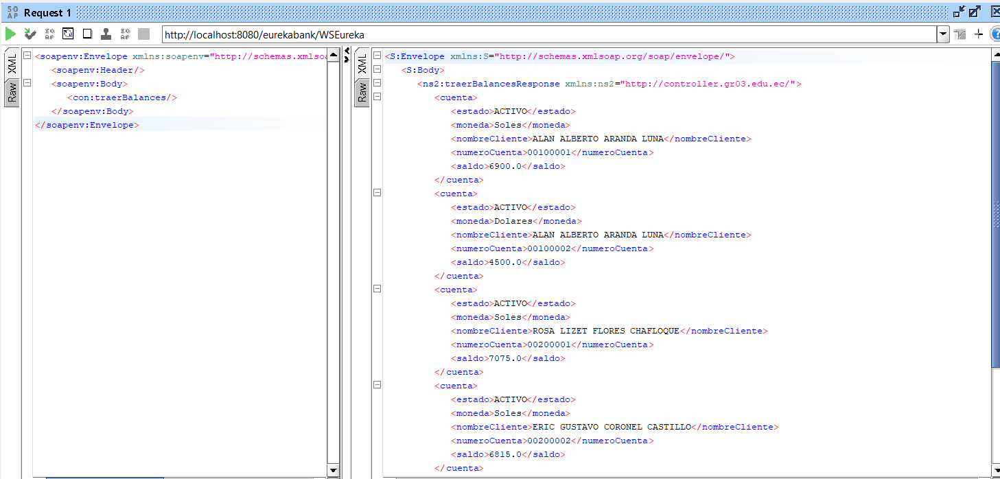 SO
AP Request 1
SO
AP
SO
AP
http://localhost:8080/eurekabank/WSEureka
XML
Raw
<soapenv:Envelope xmlns:soapenv="http://schemas.xmlsoa
<soapenv:Header/>
<soapenv:Body>
<con:traerBalances/>
</soapenv:Body>
</soapenv:Envelope>
XML
Raw
<S:Envelope xmlns:S="http://schemas.xmlsoap.org/soap/envelope/">
<S:Body>
<ns2:traerBalancesResponse xmlns:ns2="http://controller.gr03.edu.ec/">
<cuenta>
<estado>ACTIVO</estado>
<moneda>Soles</moneda>
<nombreCliente>ALAN ALBERTO ARANDA LUNA</nombreCliente>
<numeroCuenta>00100001</numeroCuenta>
<saldo>6900.0</saldo>
</cuenta>
<cuenta>
<estado>ACTIVO</estado>
<moneda>Dolares</moneda>
<nombreCliente>ALAN ALBERTO ARANDA LUNA</nombreCliente>
<numeroCuenta>00100002</numeroCuenta>
<saldo>4500.0</saldo>
</cuenta>
<cuenta>
<estado>ACTIVO</estado>
<moneda>Soles</moneda>
<nombreCliente>ROSA LIZET FLORES CHAFLOQUE</nombreCliente>
<numeroCuenta>00200001</numeroCuenta>
<saldo>7075.0</saldo>
</cuenta>
<cuenta>
<estado>ACTIVO</estado>
<moneda>Soles</moneda>
<nombreCliente>ERIC GUSTAVO CORONEL CASTILLO</nombreCliente>
<numeroCuenta>00200002</numeroCuenta>
<saldo>6815.0</saldo>
</cuenta>